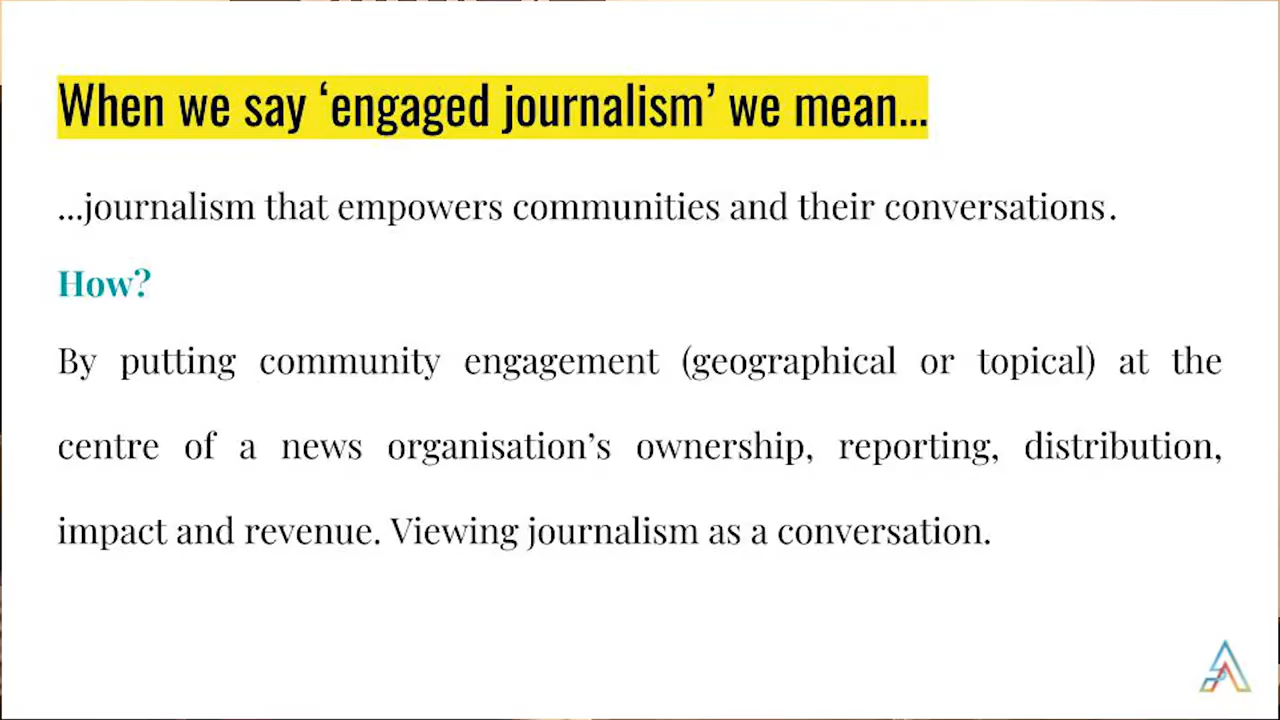 When we say ‘engaged journalism’ we mean...
...journalism that empowers communities and their conversations.
How?
By putting community engagement (geographical or topical) at the
centre of a news organisation’s ownership, reporting, distribution,
impact and revenue. Viewing journalism as a conversation.